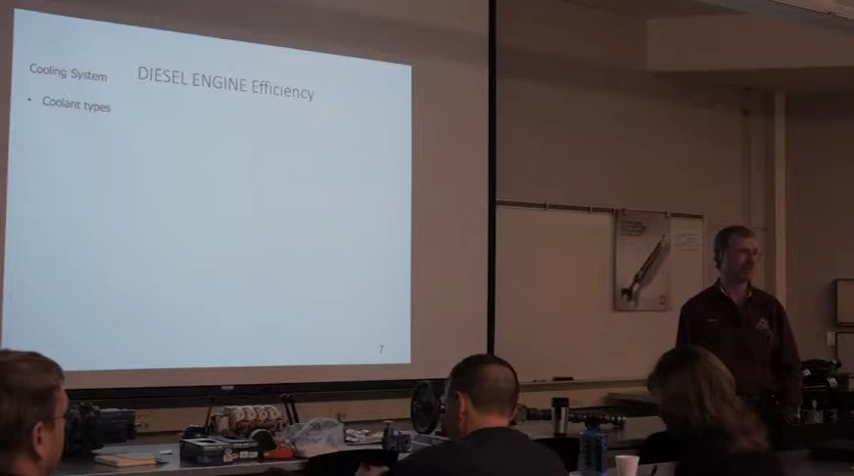 DIESEL ENGINE Efficiency
Cooling System
• Coolant types
7